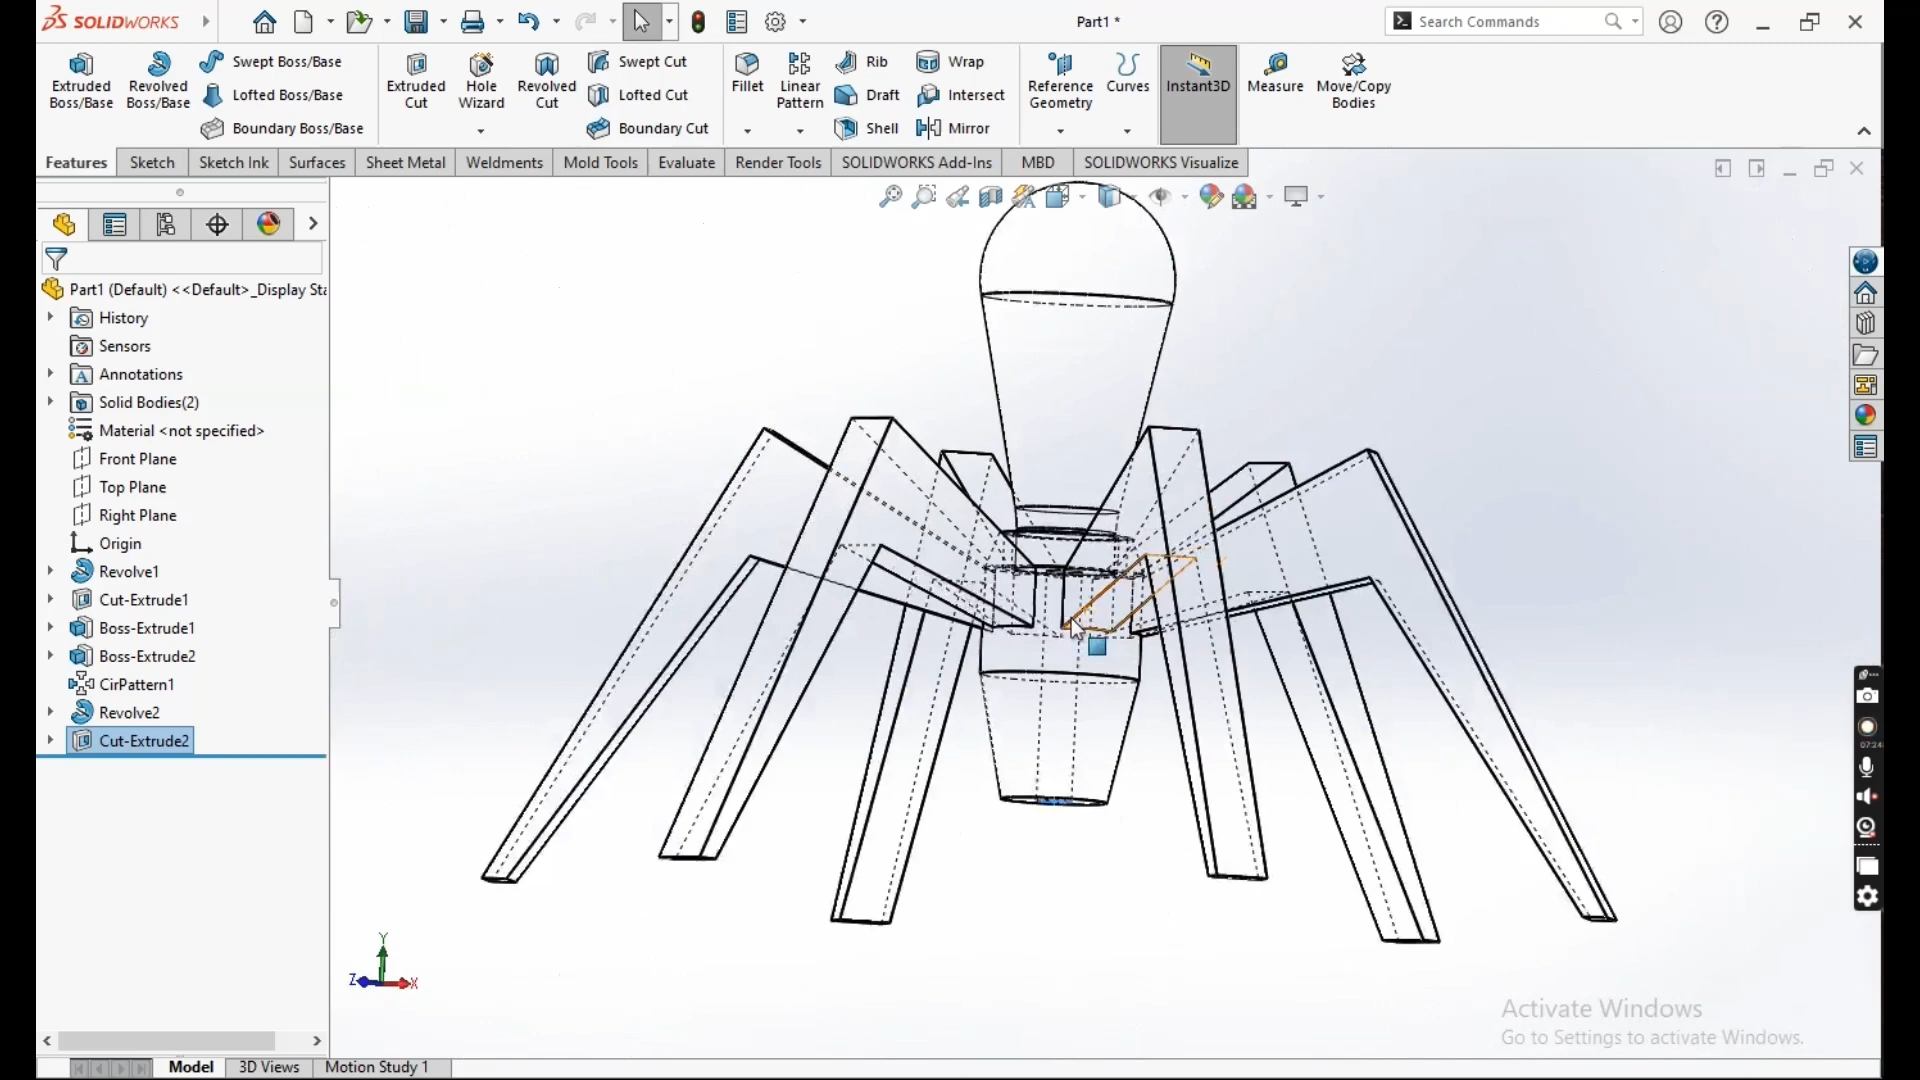 SOLIDWORKS
Part1 *
Search Commands
Extruded Boss/Base
Revolved Boss/Base
Swept Boss/Base
Lofted Boss/Base
Boundary Boss/Base
Extruded Cut
Hole Wizard
Revolved Cut
Swept Cut
Lofted Cut
Boundary Cut
Fillet
Linear Pattern
Rib
Draft
Shell
Wrap
Intersect
Mirror
Reference Geometry
Curves
Instant3D
Measure
Move/Copy Bodies
Features
Sketch
Sketch Ink
Surfaces
Sheet Metal
Weldments
Mold Tools
Evaluate
Render Tools
SOLIDWORKS Add-Ins
MBD
SOLIDWORKS Visualize
Part1 (Default) <<Default>_Display Sta
History
Sensors
Annotations
Solid Bodies(2)
Material <not specified>
Front Plane
Top Plane
Right Plane
Origin
Revolve1
Cut-Extrude1
Boss-Extrude1
Boss-Extrude2
CirPattern1
Revolve2
Cut-Extrude2
Y
Z
X
07:24
Activate Windows
Go to Settings to activate Windows.
Model
3D Views
Motion Study 1